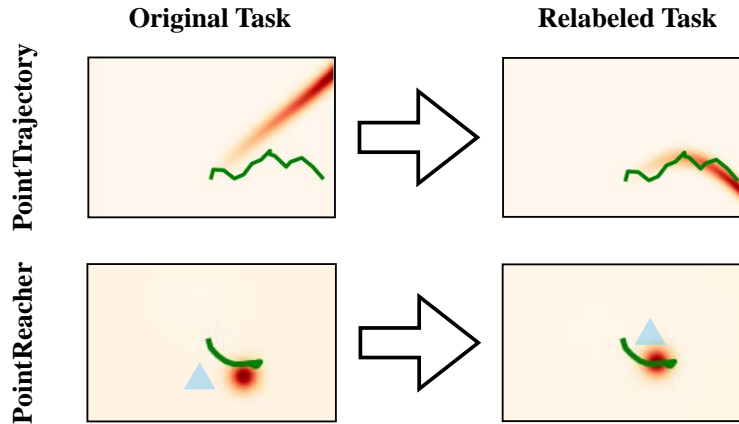 Original Task
Relabeled Task
PointTrajectory
PointReacher